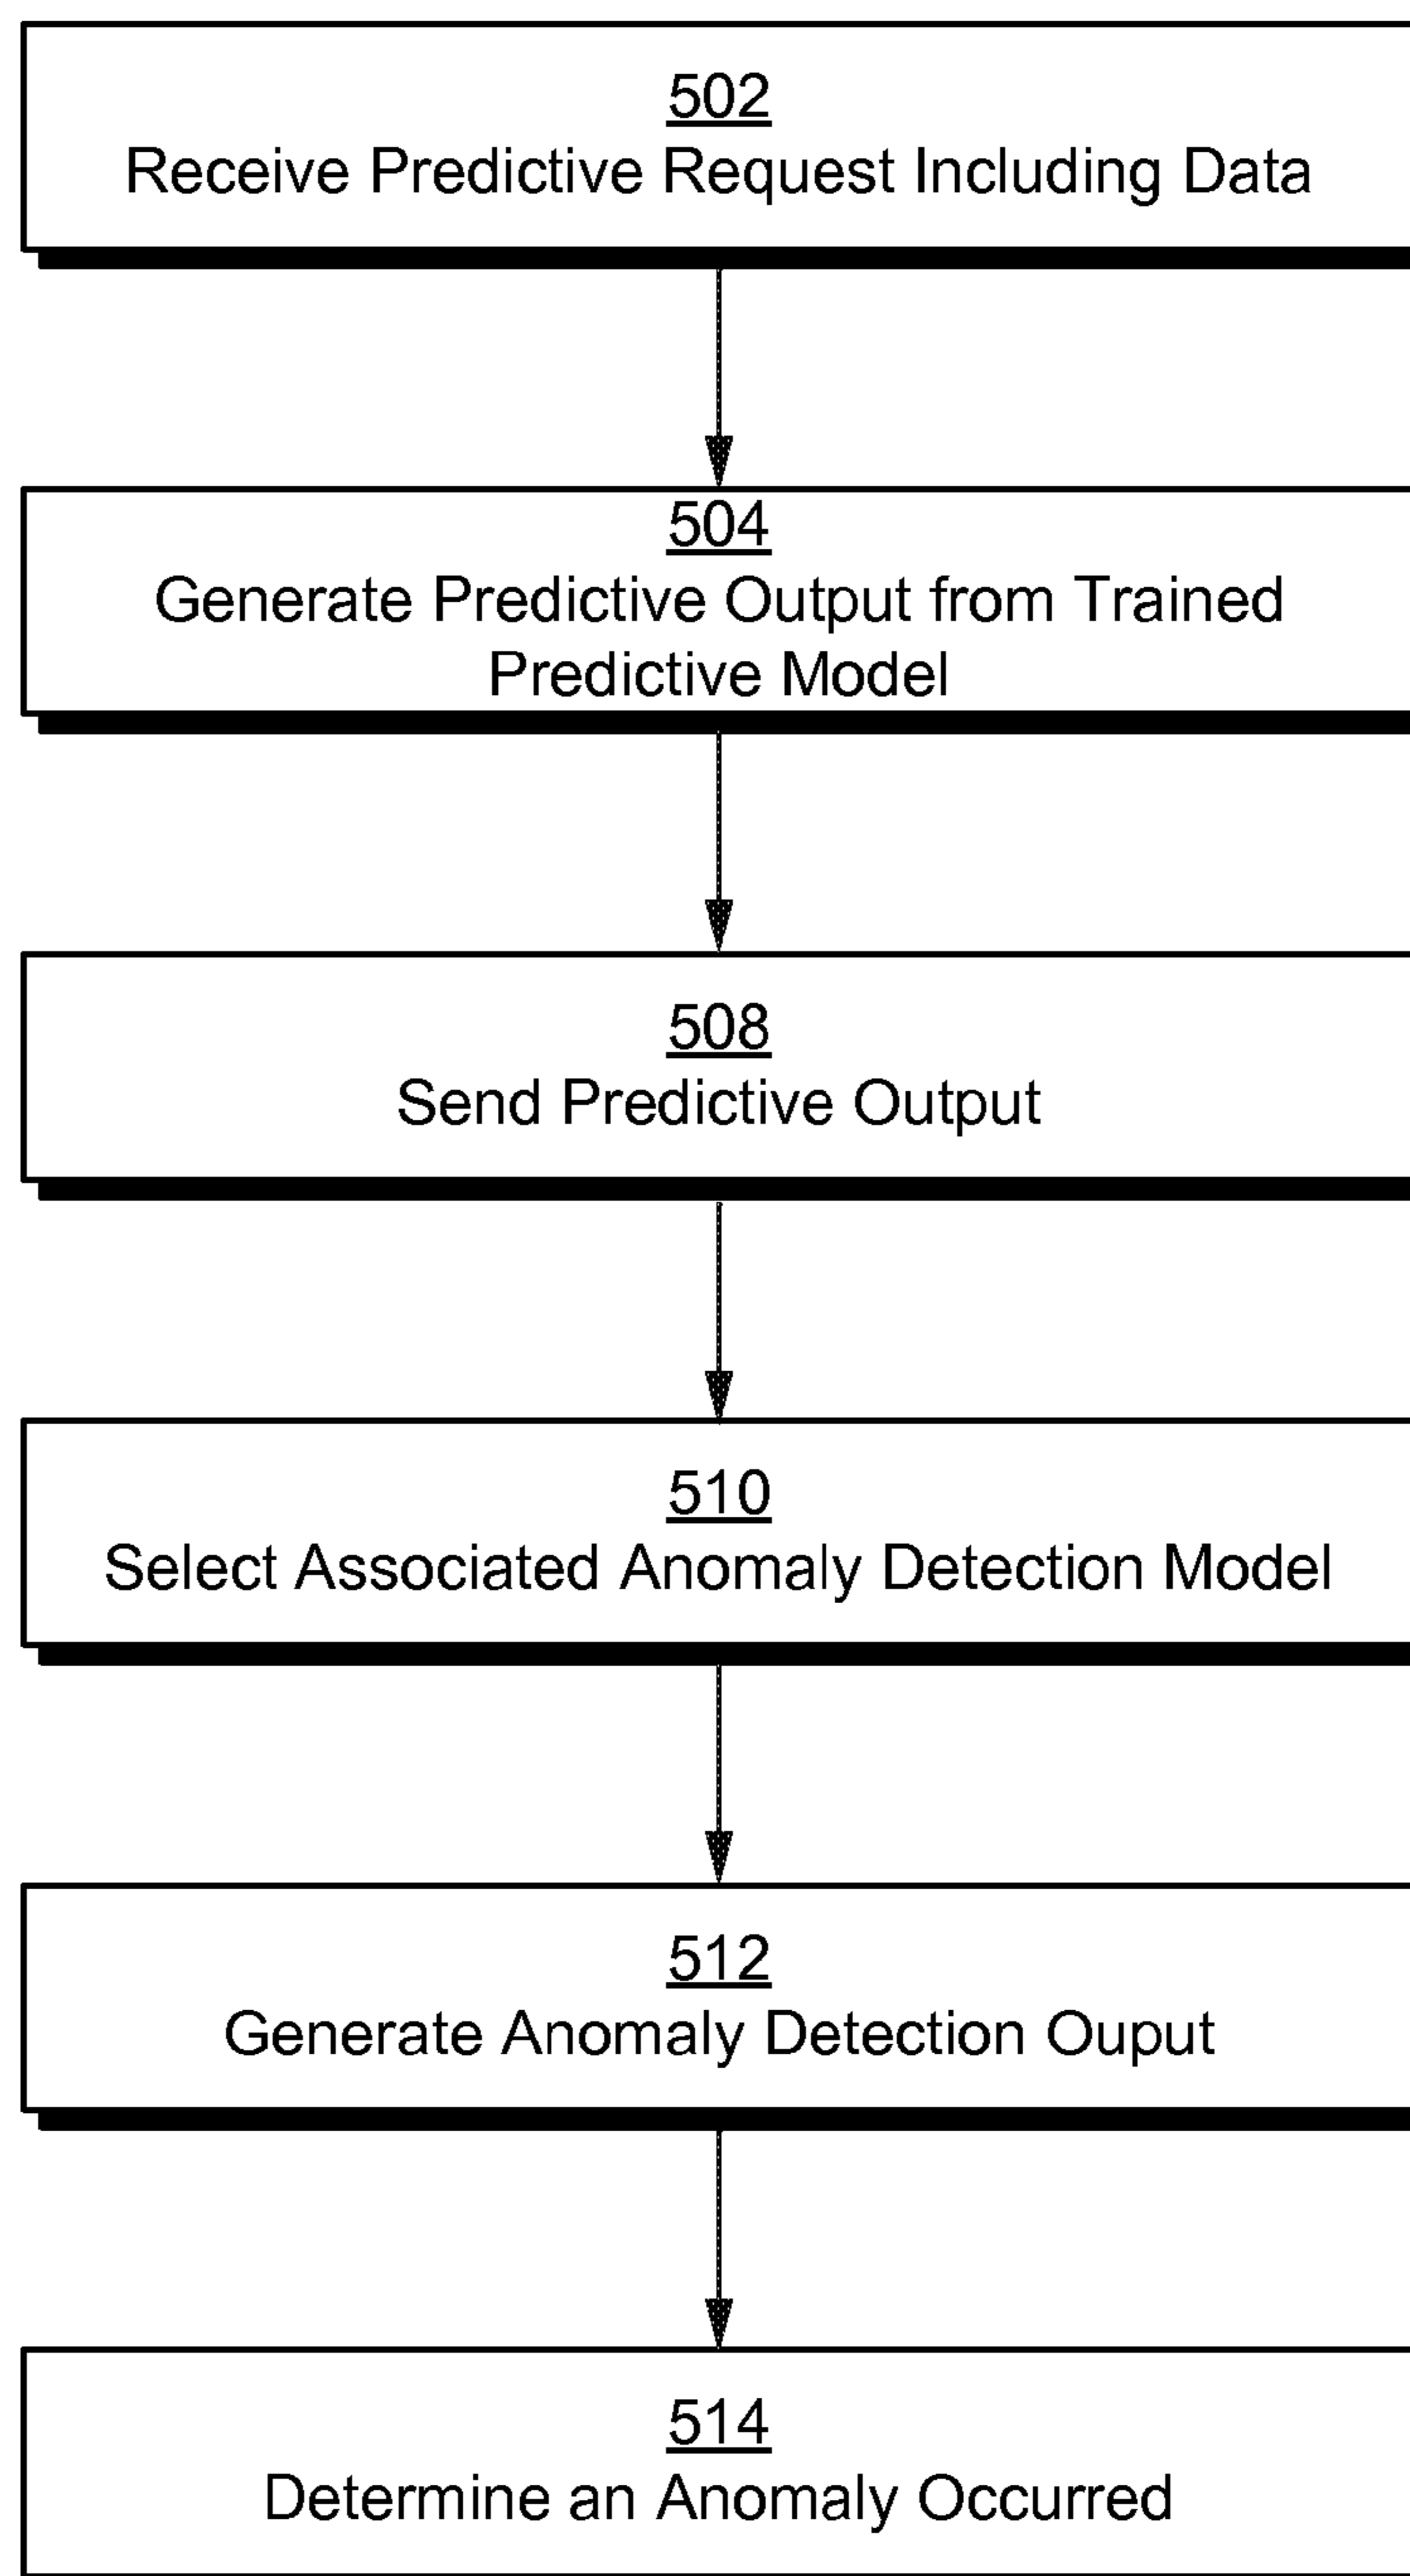 502
Receive Predictive Request Including Data
504
Generate Predictive Output from Trained
Predictive Model
508
Send Predictive Output
510
Select Associated Anomaly Detection Model
512
Generate Anomaly Detection Ouput
514
Determine an Anomaly Occurred